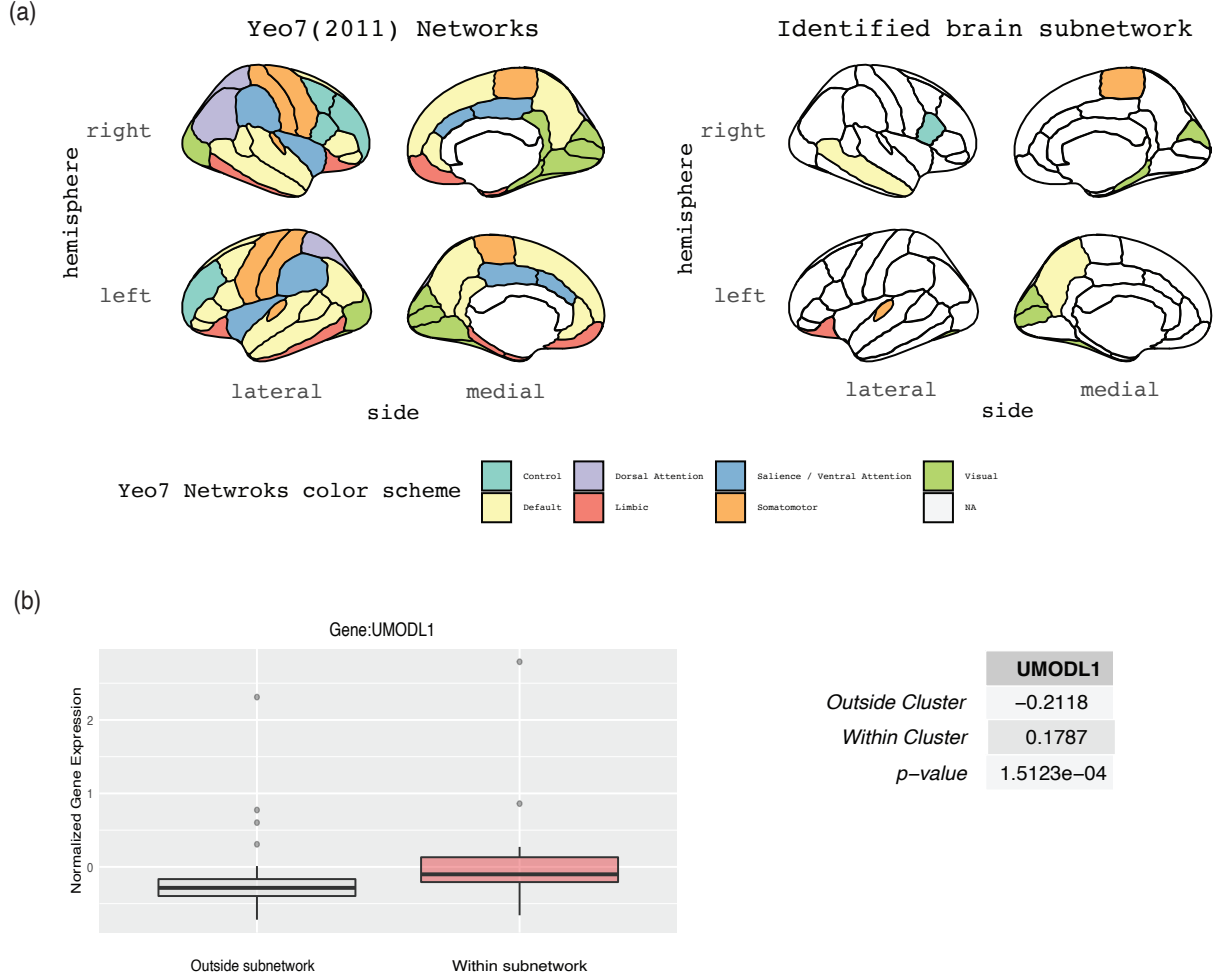 (a)
Yeo7(2011) Networks
Identified brain subnetwork
hemisphere
right
left
lateral
medial
side
hemisphere
right
left
lateral
medial
side
Yeo7 Netwroks color scheme
Control
Dorsal Attention
Salience / Ventral Attention
Visual
Default
Limbic
Somatomotor
NA
(b)
Gene:UMODL1
Normalized Gene Expression
2
1
0
Outside subnetwork
Within subnetwork
UMODL1
Outside Cluster −0.2118
Within Cluster 0.1787
p−value 1.5123e−04